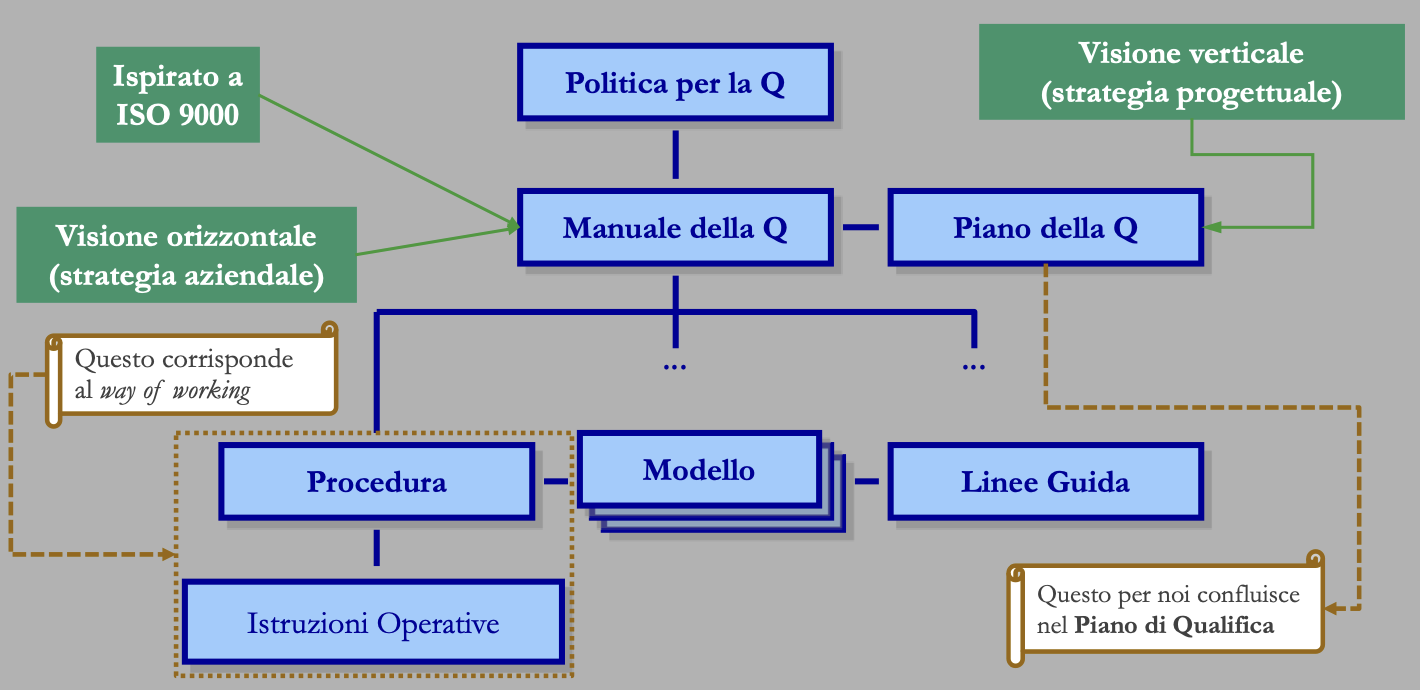 Ispirato a
ISO 9000
Politica per la Q
Visione verticale
(strategia progettuale)
Visione orizzontale
(strategia aziendale)
Manuale della Q
Piano della Q
Questo corrisponde
al way of working
...
...
Procedura
Modello
Linee Guida
Istruzioni Operative
Questo per noi confluisce
nel Piano di Qualifica